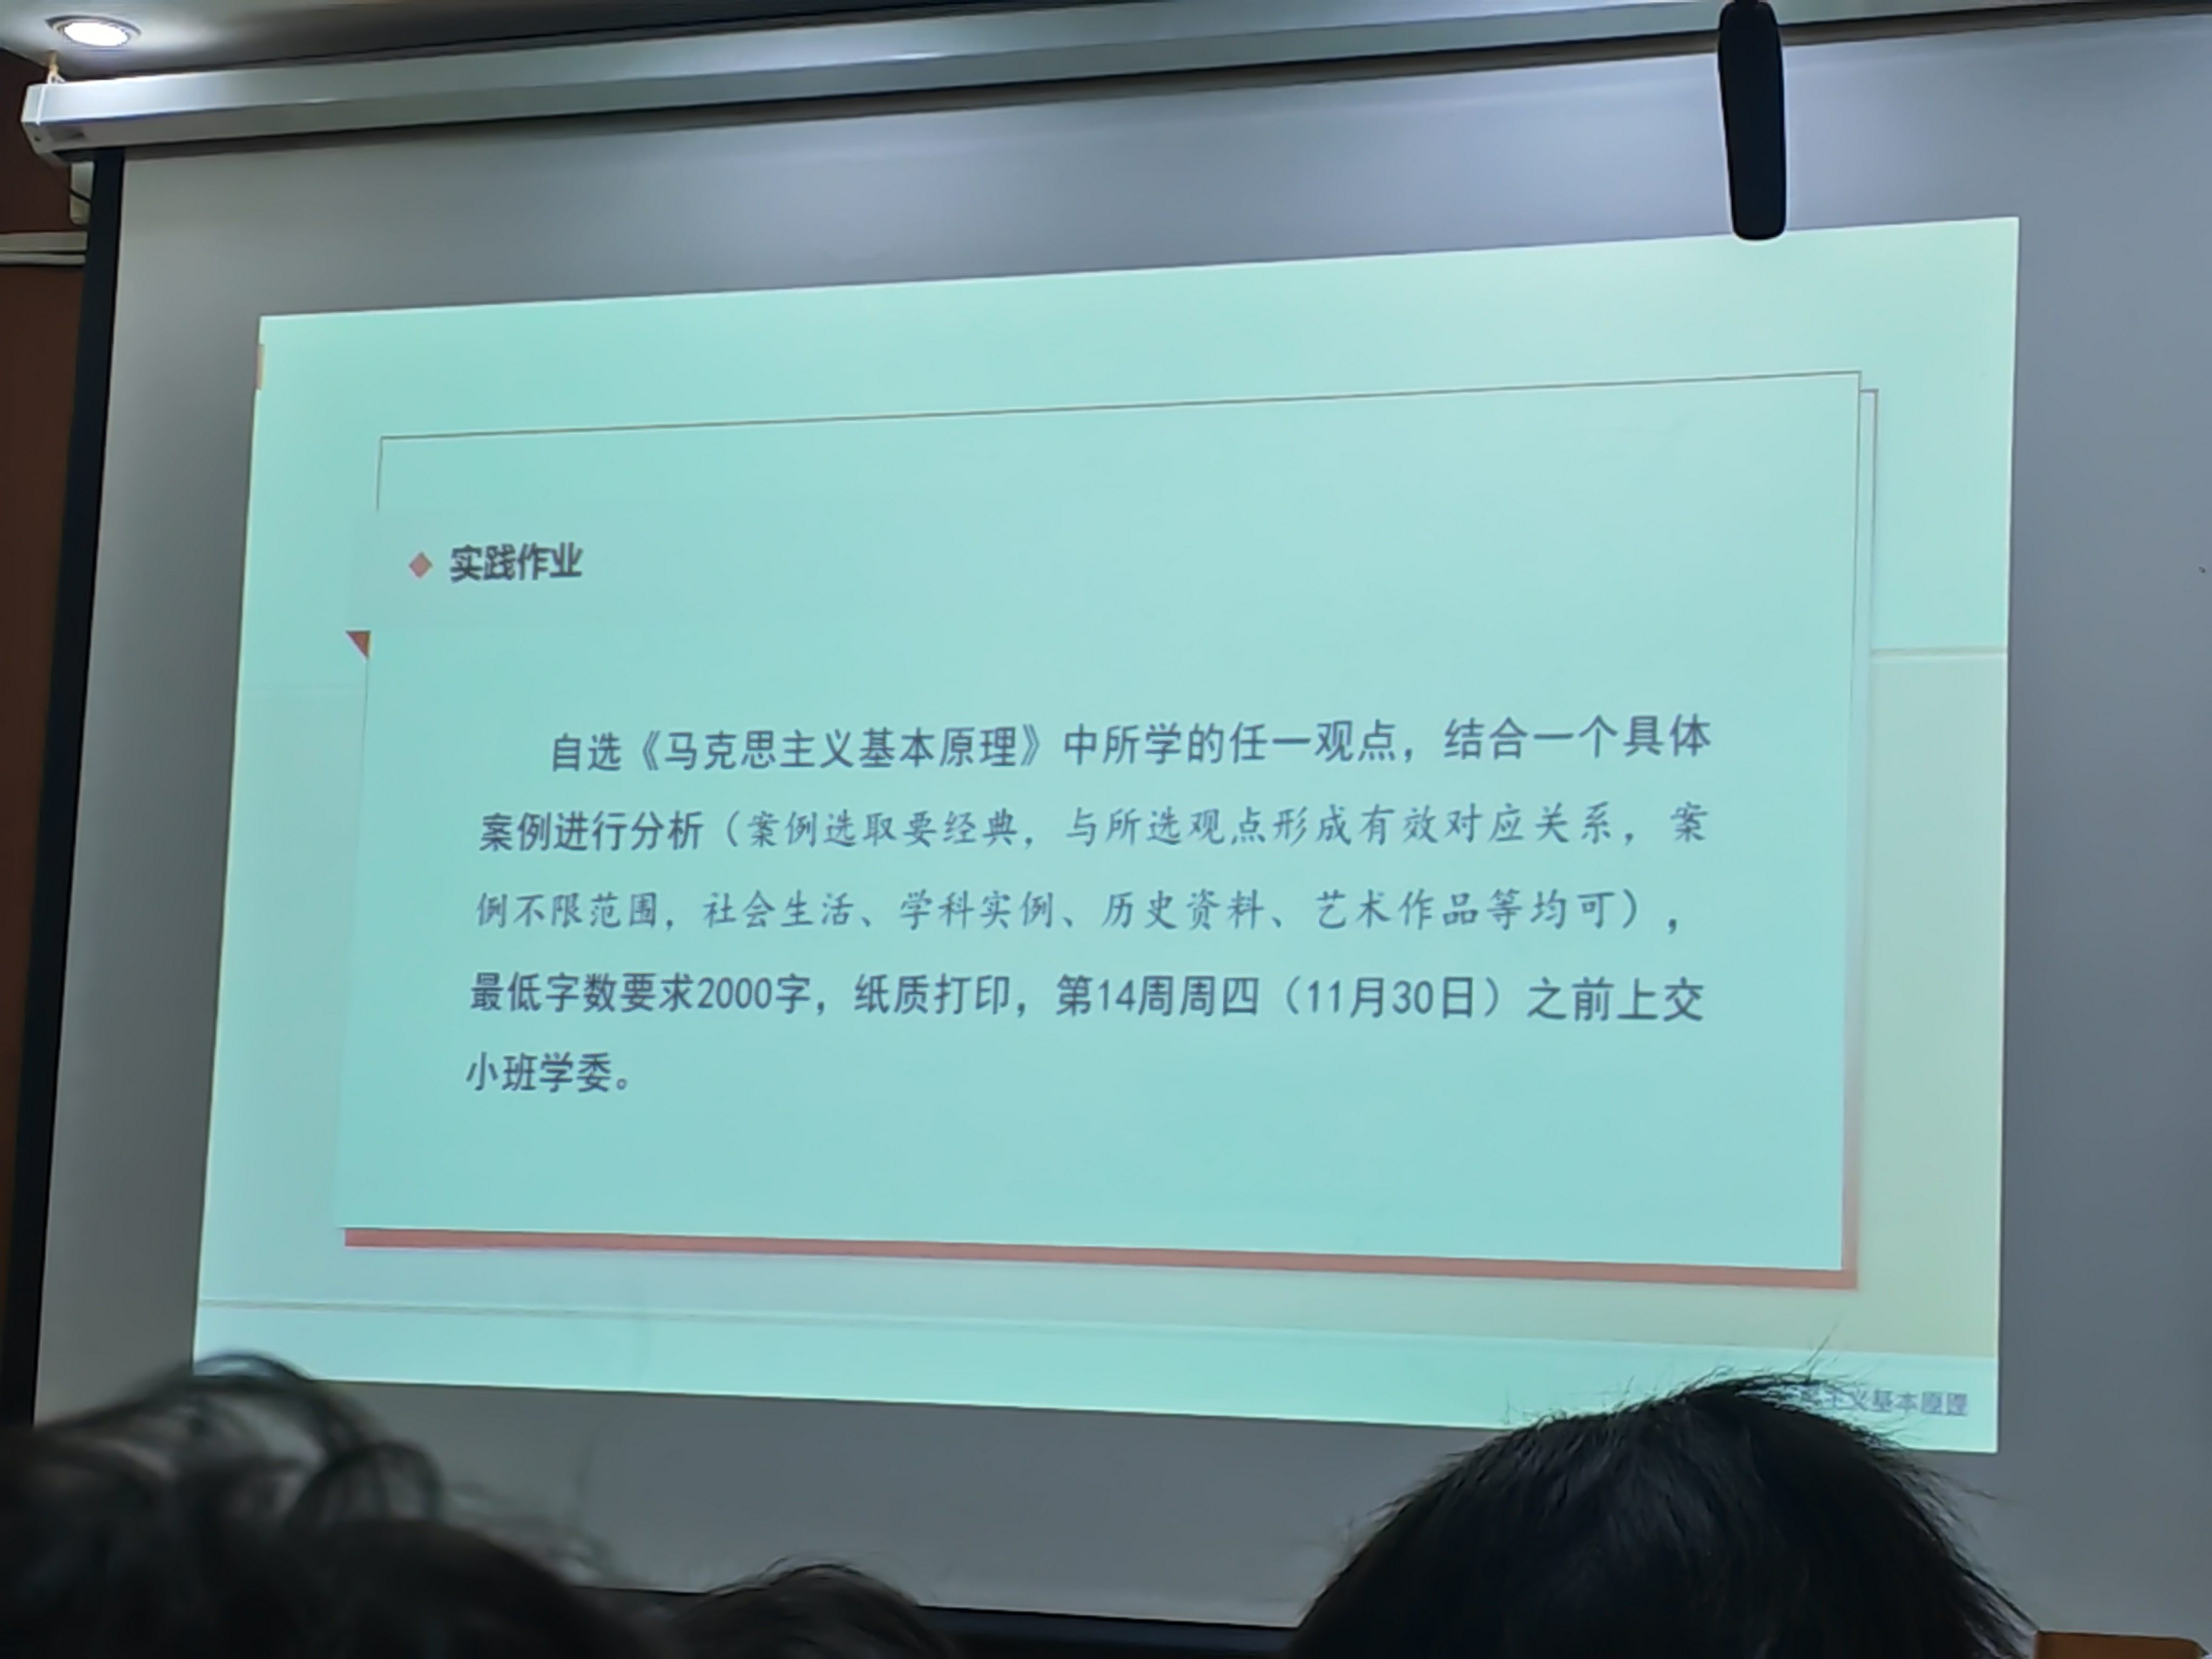 实践作业
自选《马克思主义基本原理》中所学的任一观点，结合一个具体
案例进行分析（案例选取要经典，与所选观点形成有效对应关系，案
例不限范围，社会生活、学科实例、历史资料、艺术作品等均可），
最低字数要求2000字，纸质打印，第14周周四（11月30日）之前上交
小班学委。
主义基本原理